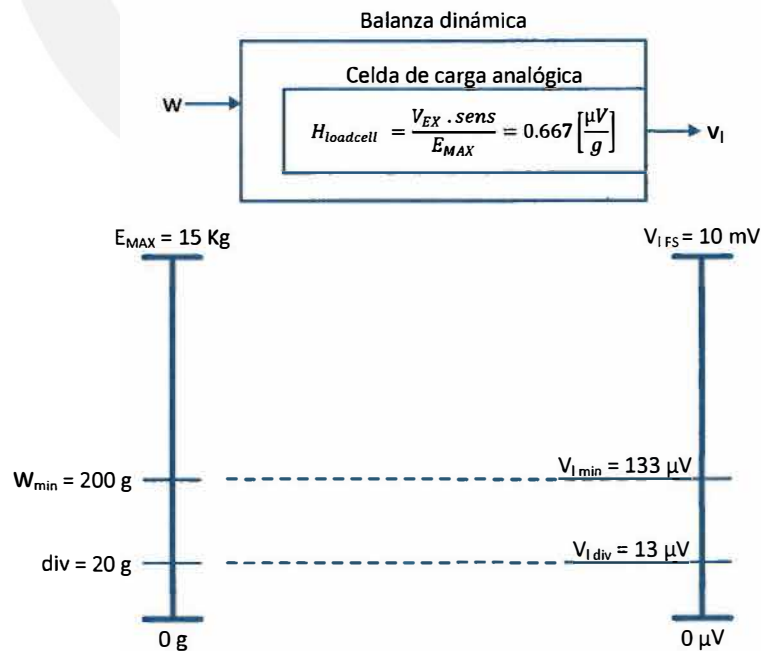 Balanza dinámica
Celda de carga analógica
W
H_loadcell = V_EX . sens / E_MAX = 0.667 [µV/g]
V_I
E_MAX = 15 Kg
V_I FS = 10 mV
W_min = 200 g
V_I min = 133 µV
div = 20 g
V_I div = 13 µV
0 g
0 µV